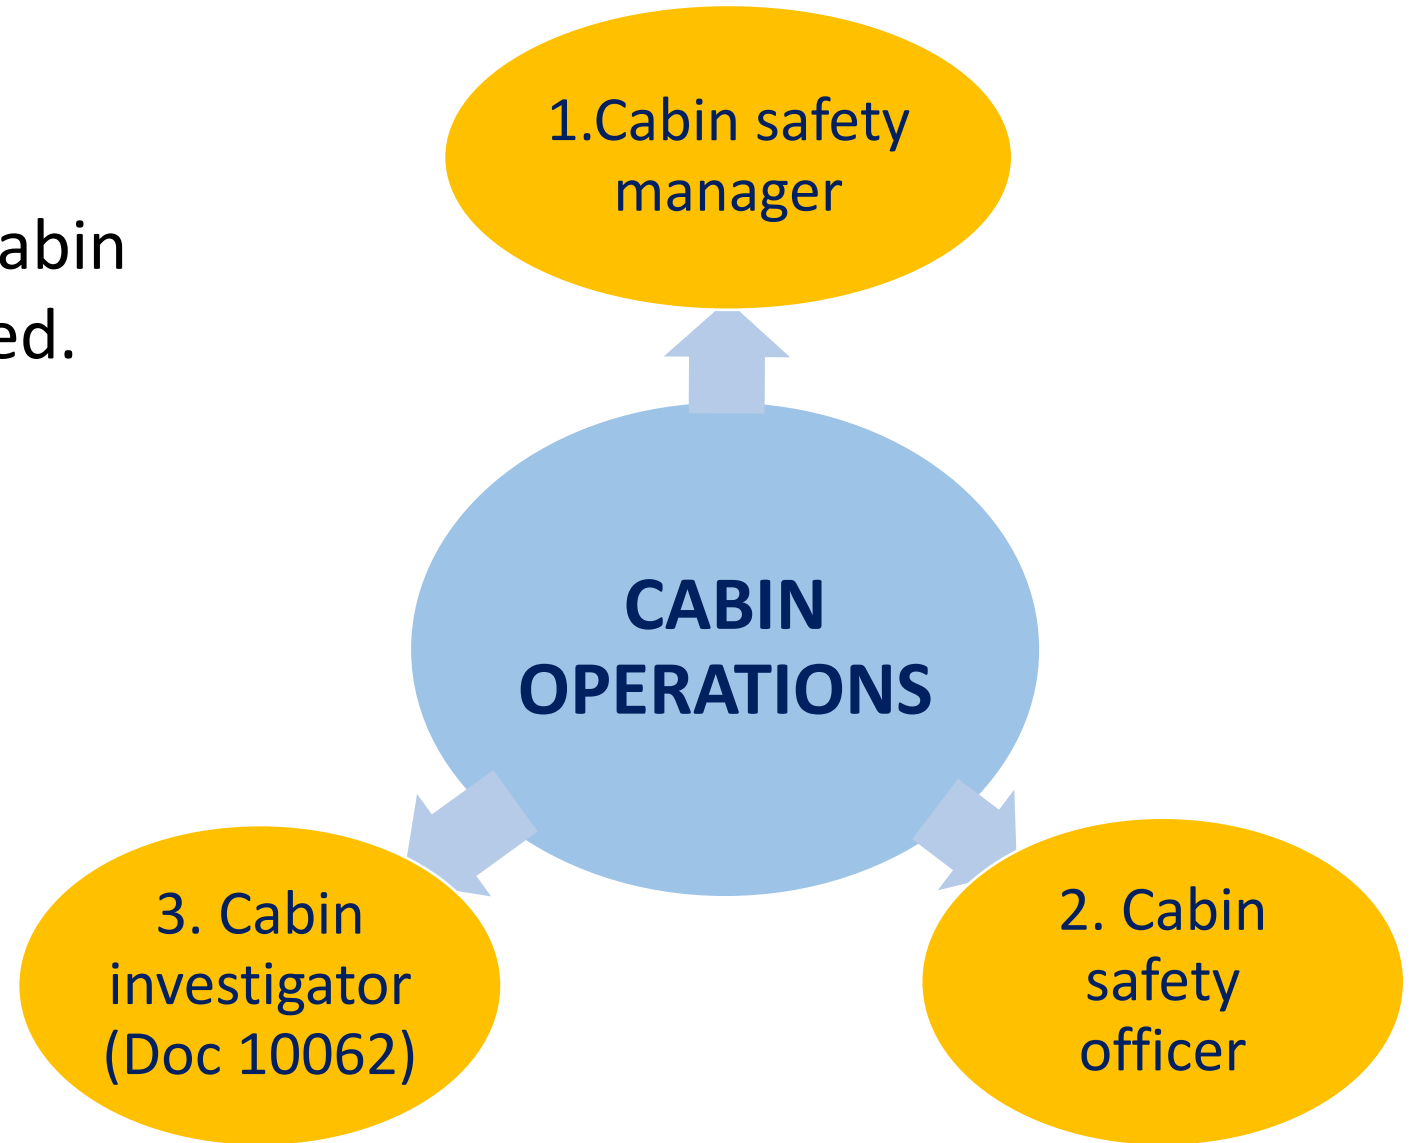 1.Cabin safety
manager
abin
ed.
CABIN
OPERATIONS
3. Cabin
investigator
(Doc 10062)
2. Cabin
safety
officer